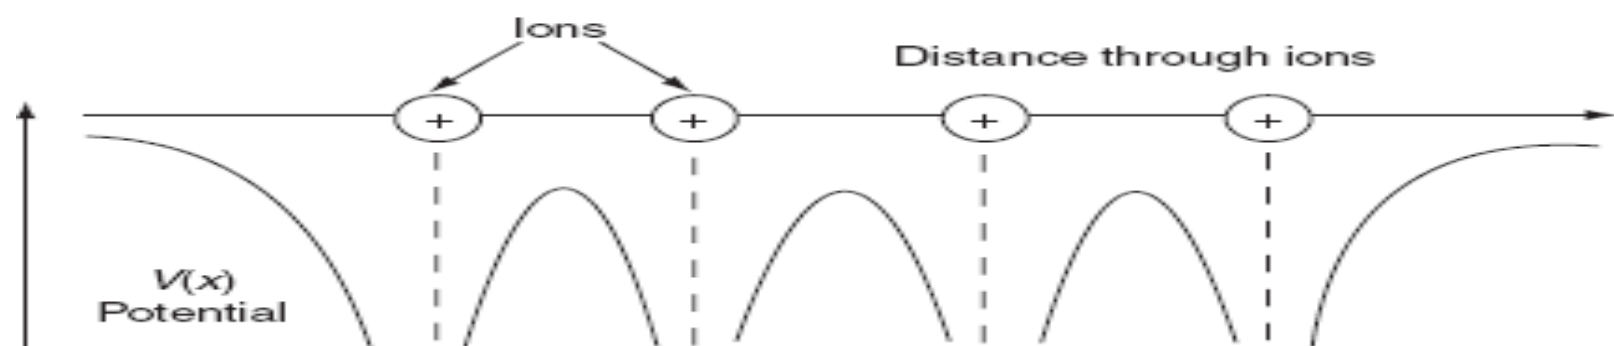 Ions
Distance through ions
+ + + +
V(x)
Potential